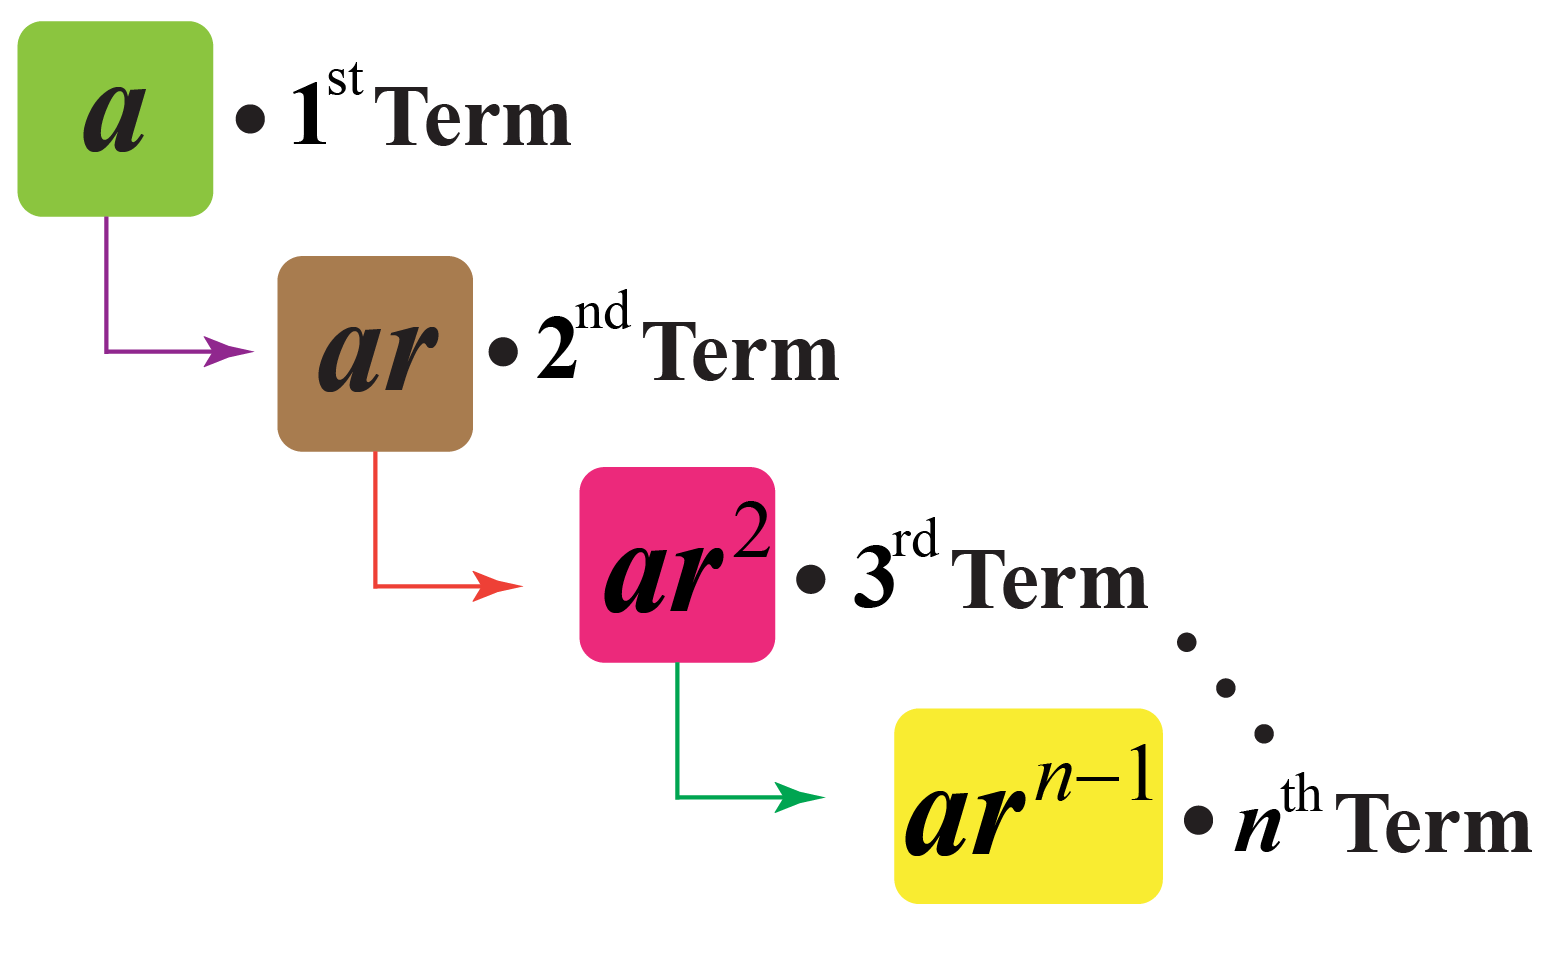 a • 1st Term
ar • 2nd Term
ar² • 3rd Term
arⁿ⁻¹ • nth Term